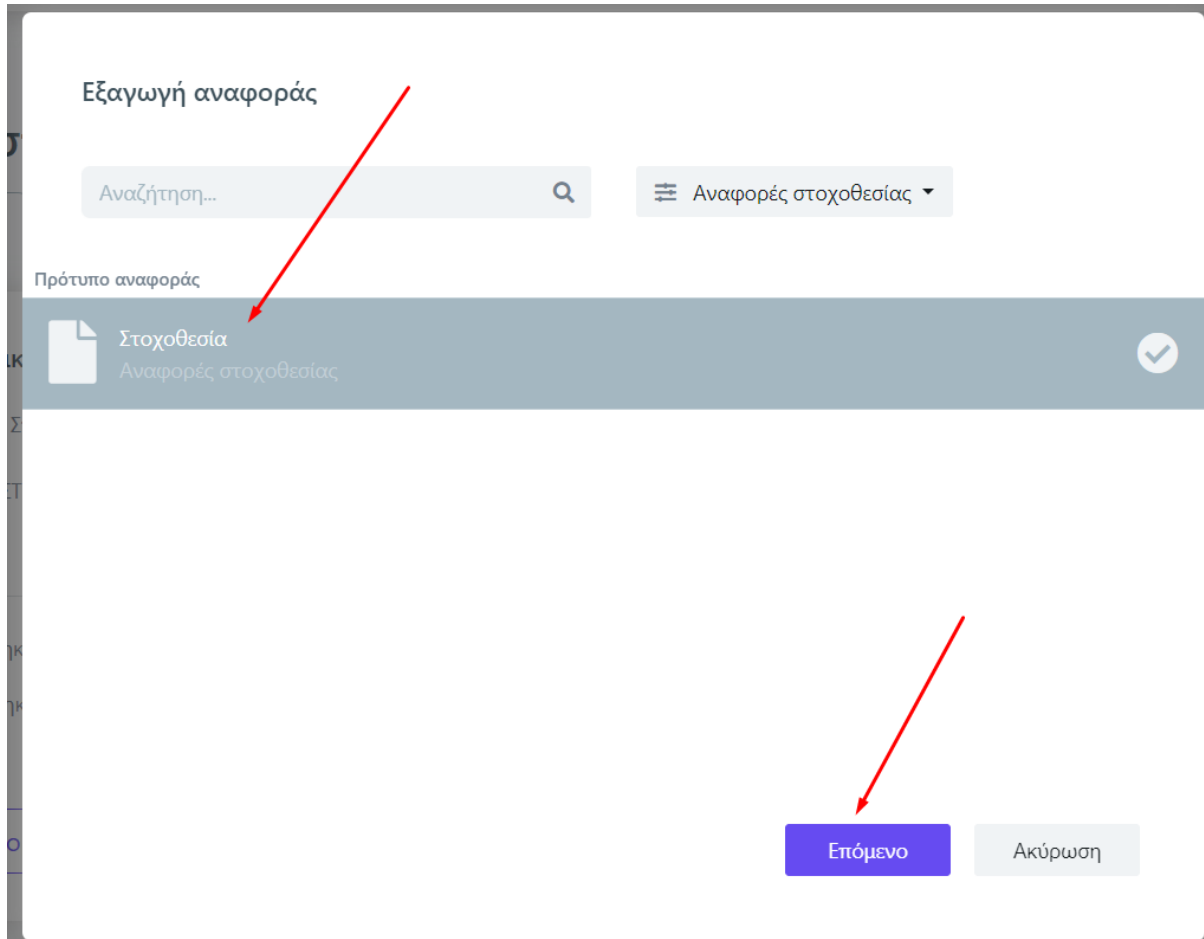 Εξαγωγή αναφοράς
Αναζήτηση...
Αναφορές στοχοθεσίας
Πρότυπο αναφοράς
Στοχοθεσία
Αναφορές στοχοθεσίας
Επόμενο
Ακύρωση